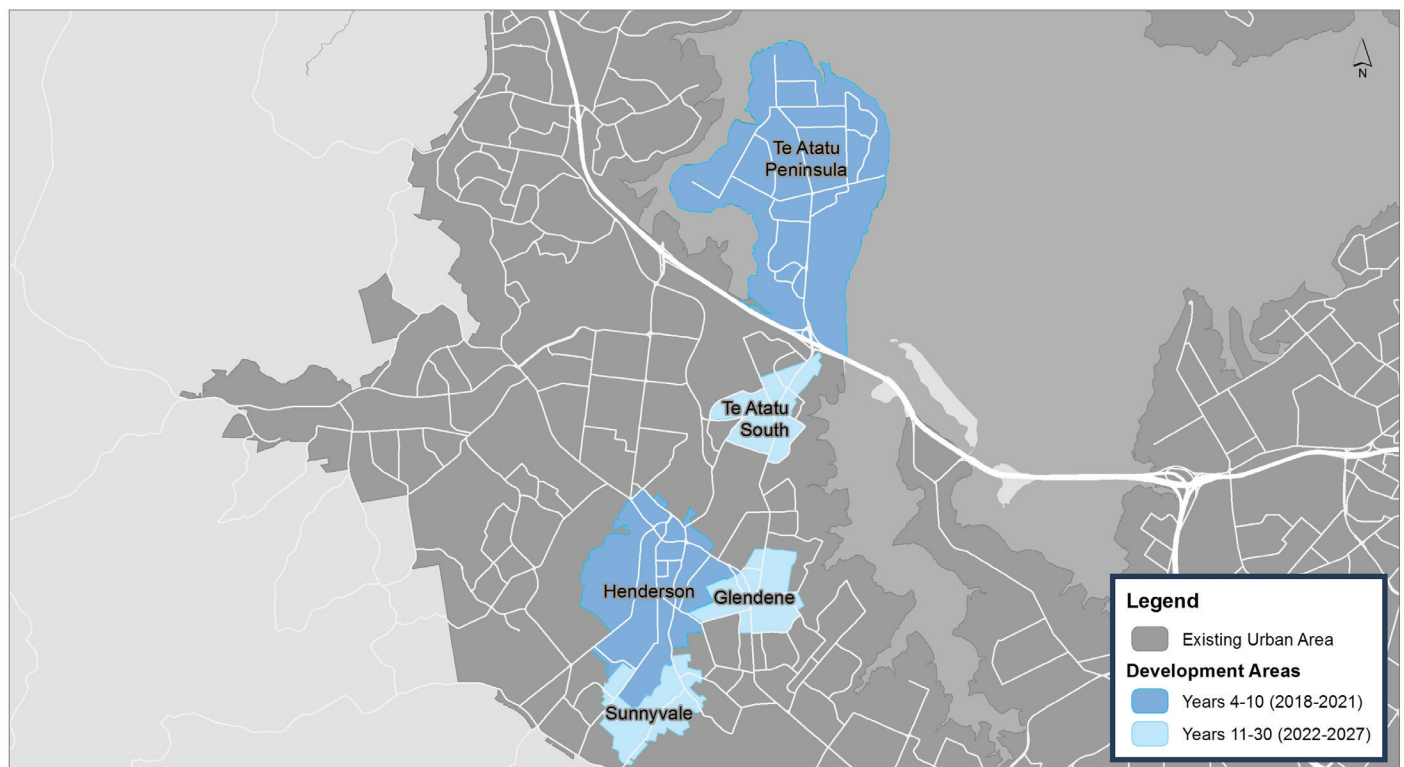 N
Te Atatu
Peninsula
Te Atatu
South
Henderson
Glendene
Sunnyvale
Legend
Existing Urban Area
Development Areas
Years 4-10 (2018-2021)
Years 11-30 (2022-2027)